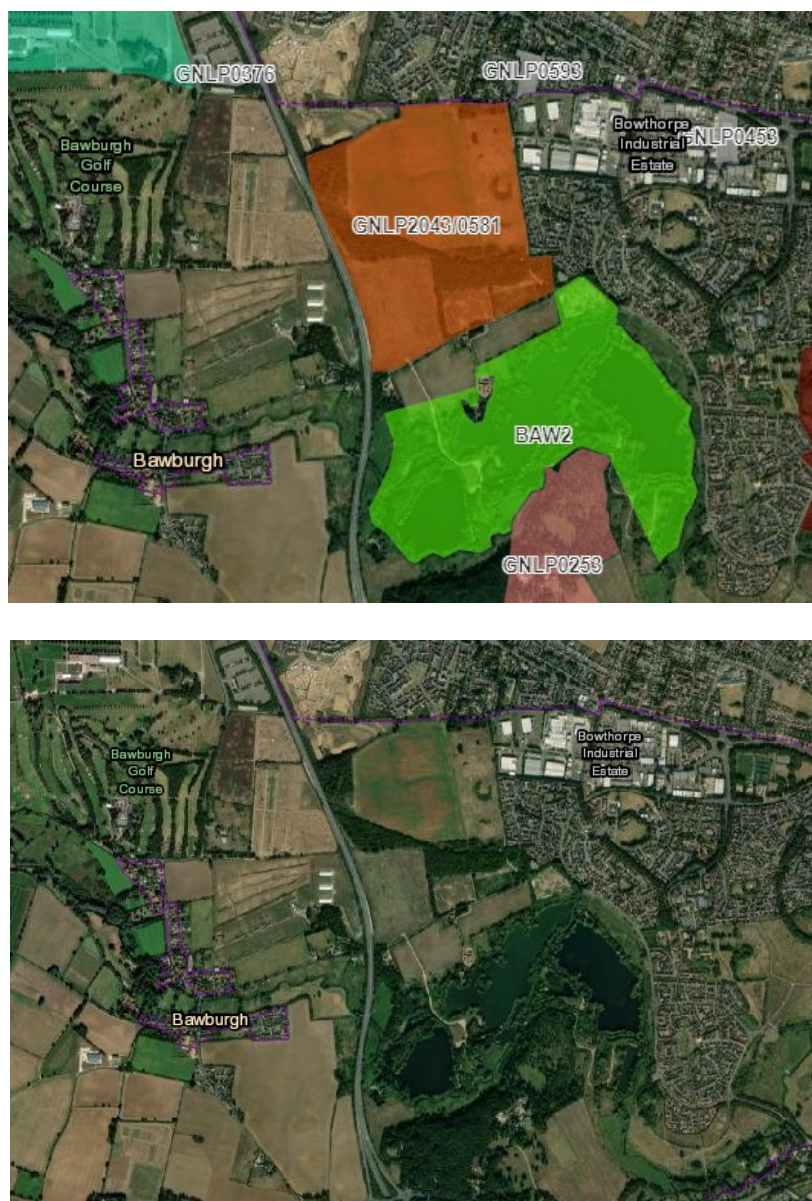 GNLP0376
GNLP0593
Bowthorpe
Industrial
Estate
GNLP0453
Bawburgh
Golf
Course
GNLP2043/0581
BAW2
Bawburgh
GNLP0253
Bowthorpe
Industrial
Estate
Bawburgh
Golf
Course
Bawburgh